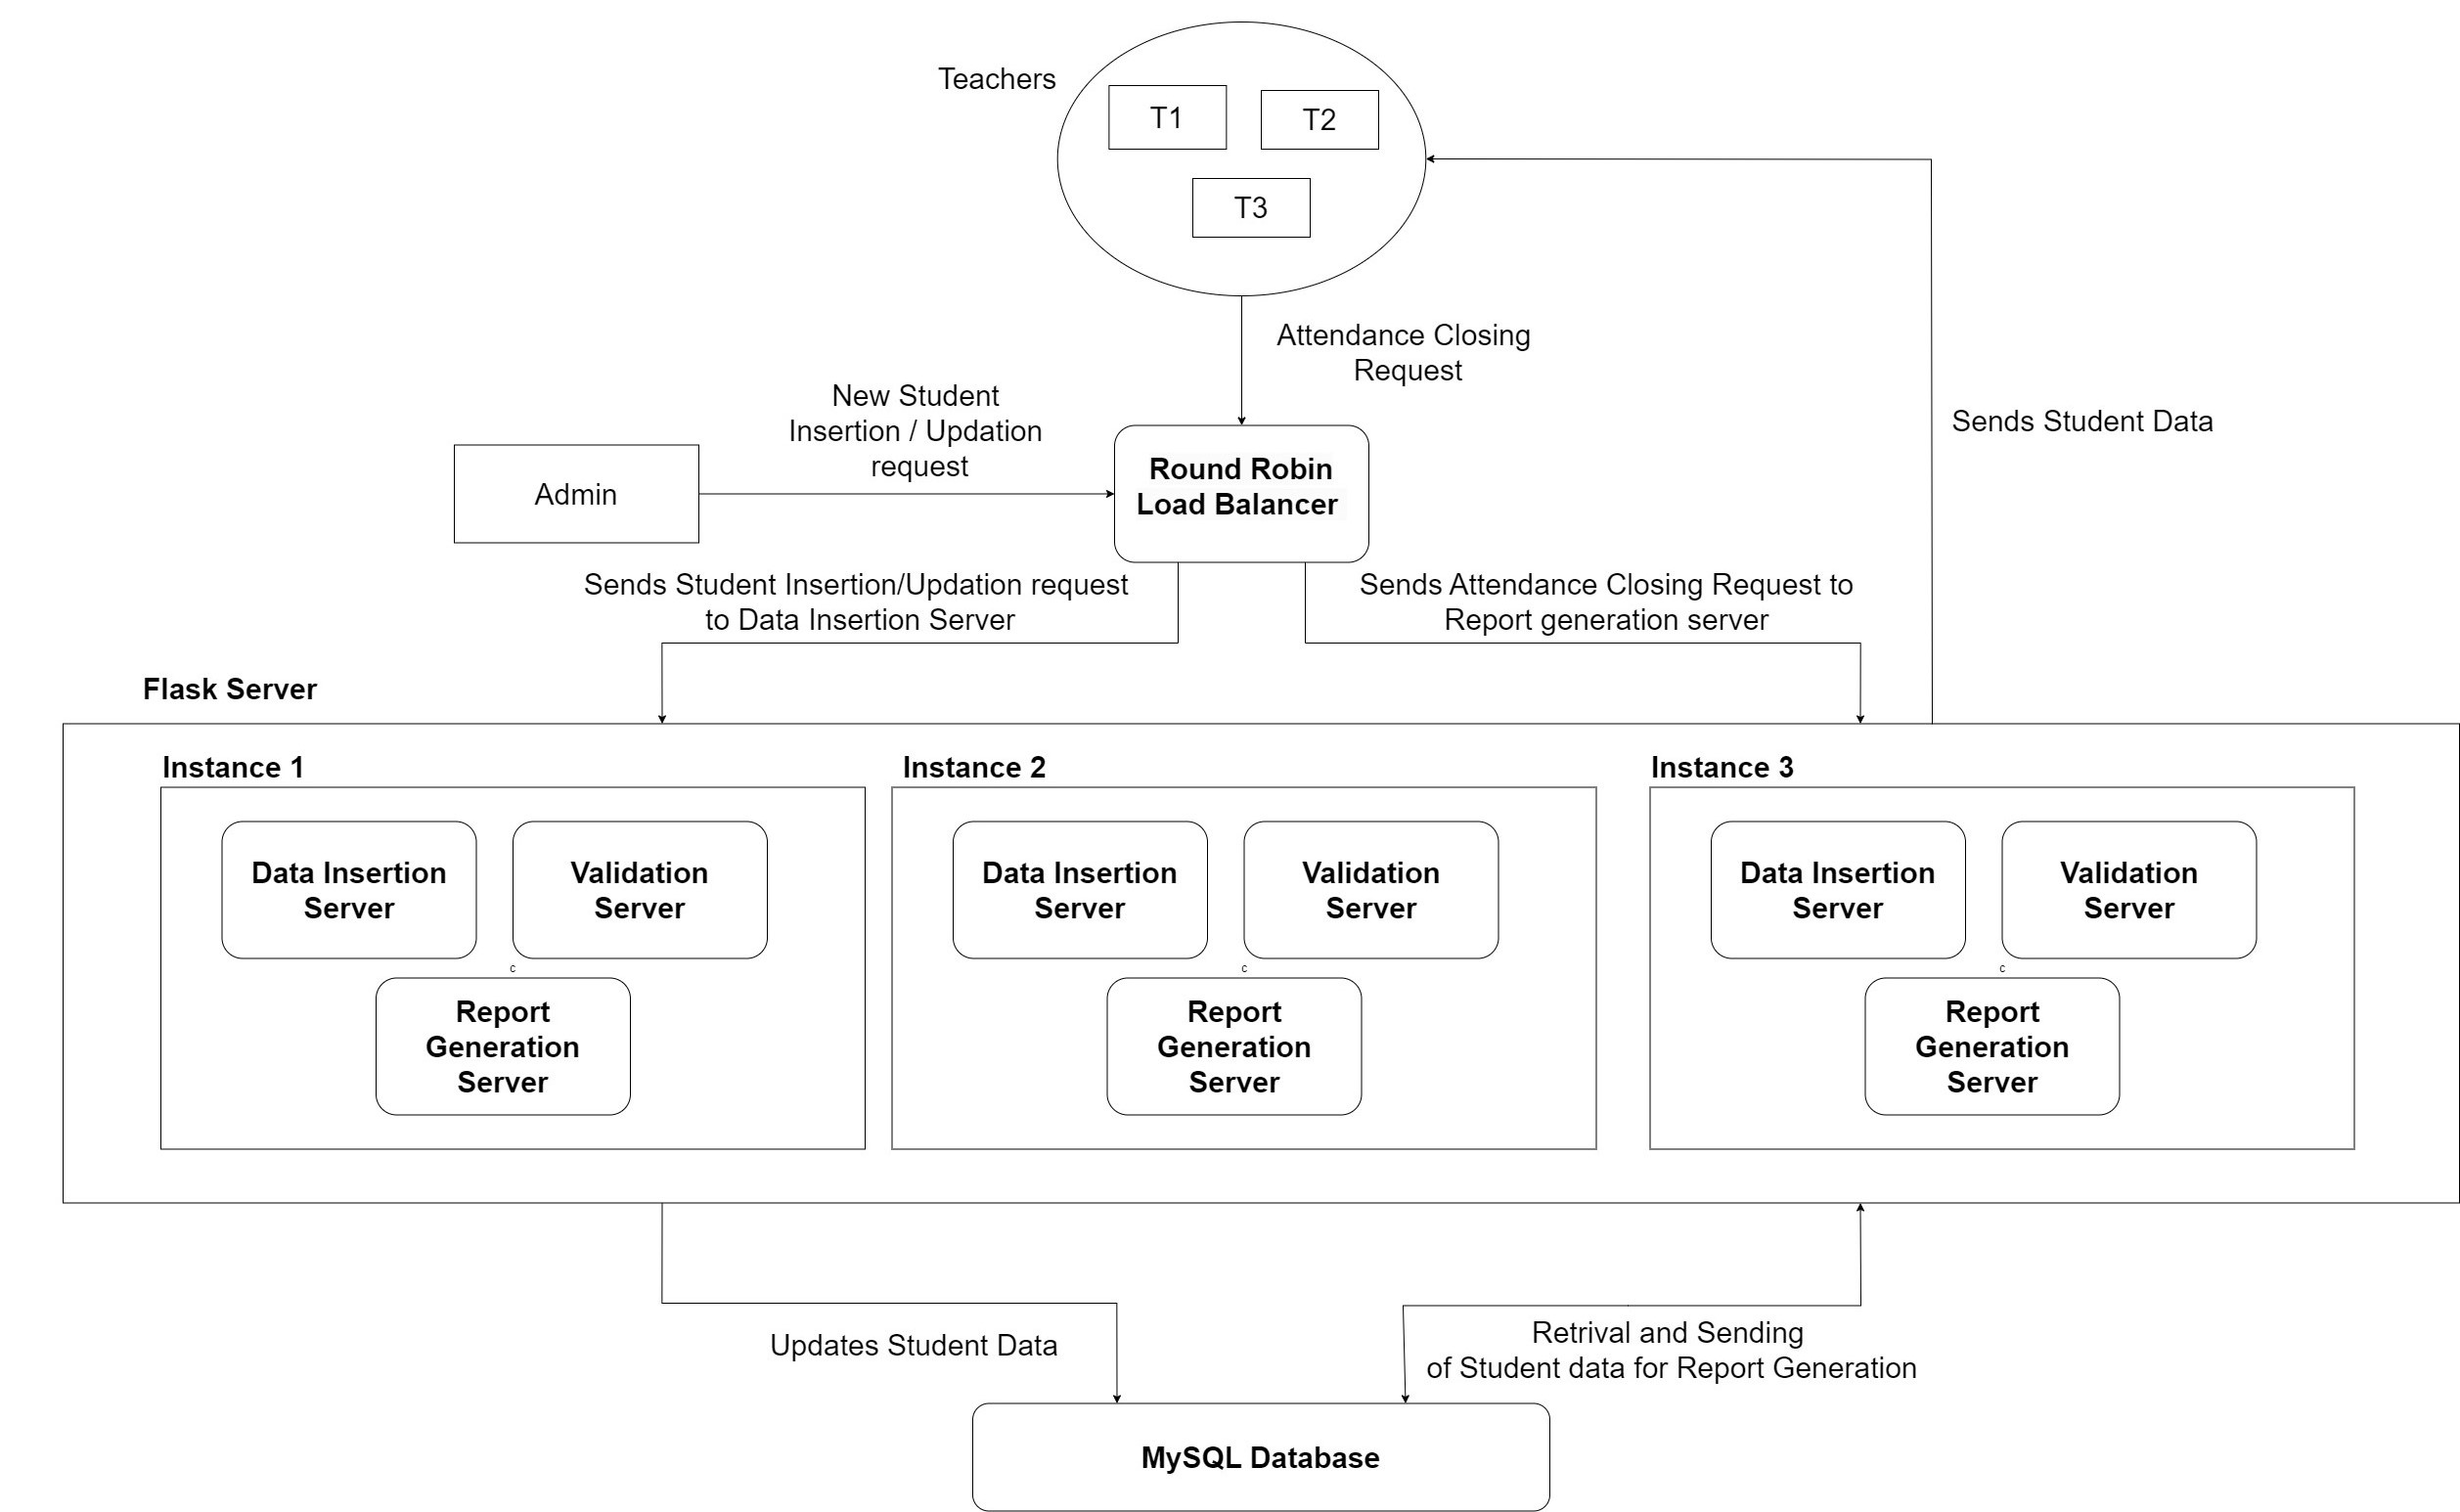 Teachers
T1
T2
T3
Attendance Closing
Request
New Student
Insertion / Updation
request
Sends Student Data
Admin
Round Robin
Load Balancer
Sends Student Insertion/Updation request
to Data Insertion Server
Sends Attendance Closing Request to
Report generation server
Flask Server
Instance 1
Data Insertion
Server
Validation
Server
c
Report
Generation
Server
Instance 2
Data Insertion
Server
Validation
Server
c
Report
Generation
Server
Instance 3
Data Insertion
Server
Validation
Server
c
Report
Generation
Server
Updates Student Data
Retrival and Sending
of Student data for Report Generation
MySQL Database